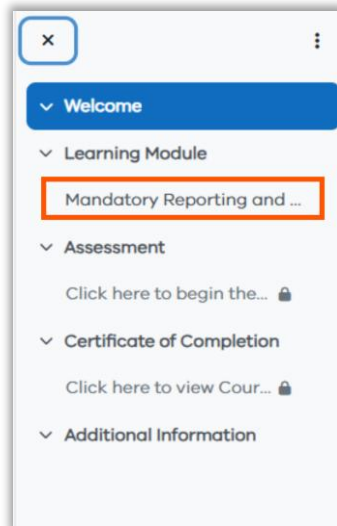 Welcome
Learning Module
Mandatory Reporting and ...
Assessment
Click here to begin the...
Certificate of Completion
Click here to view Cour...
Additional Information